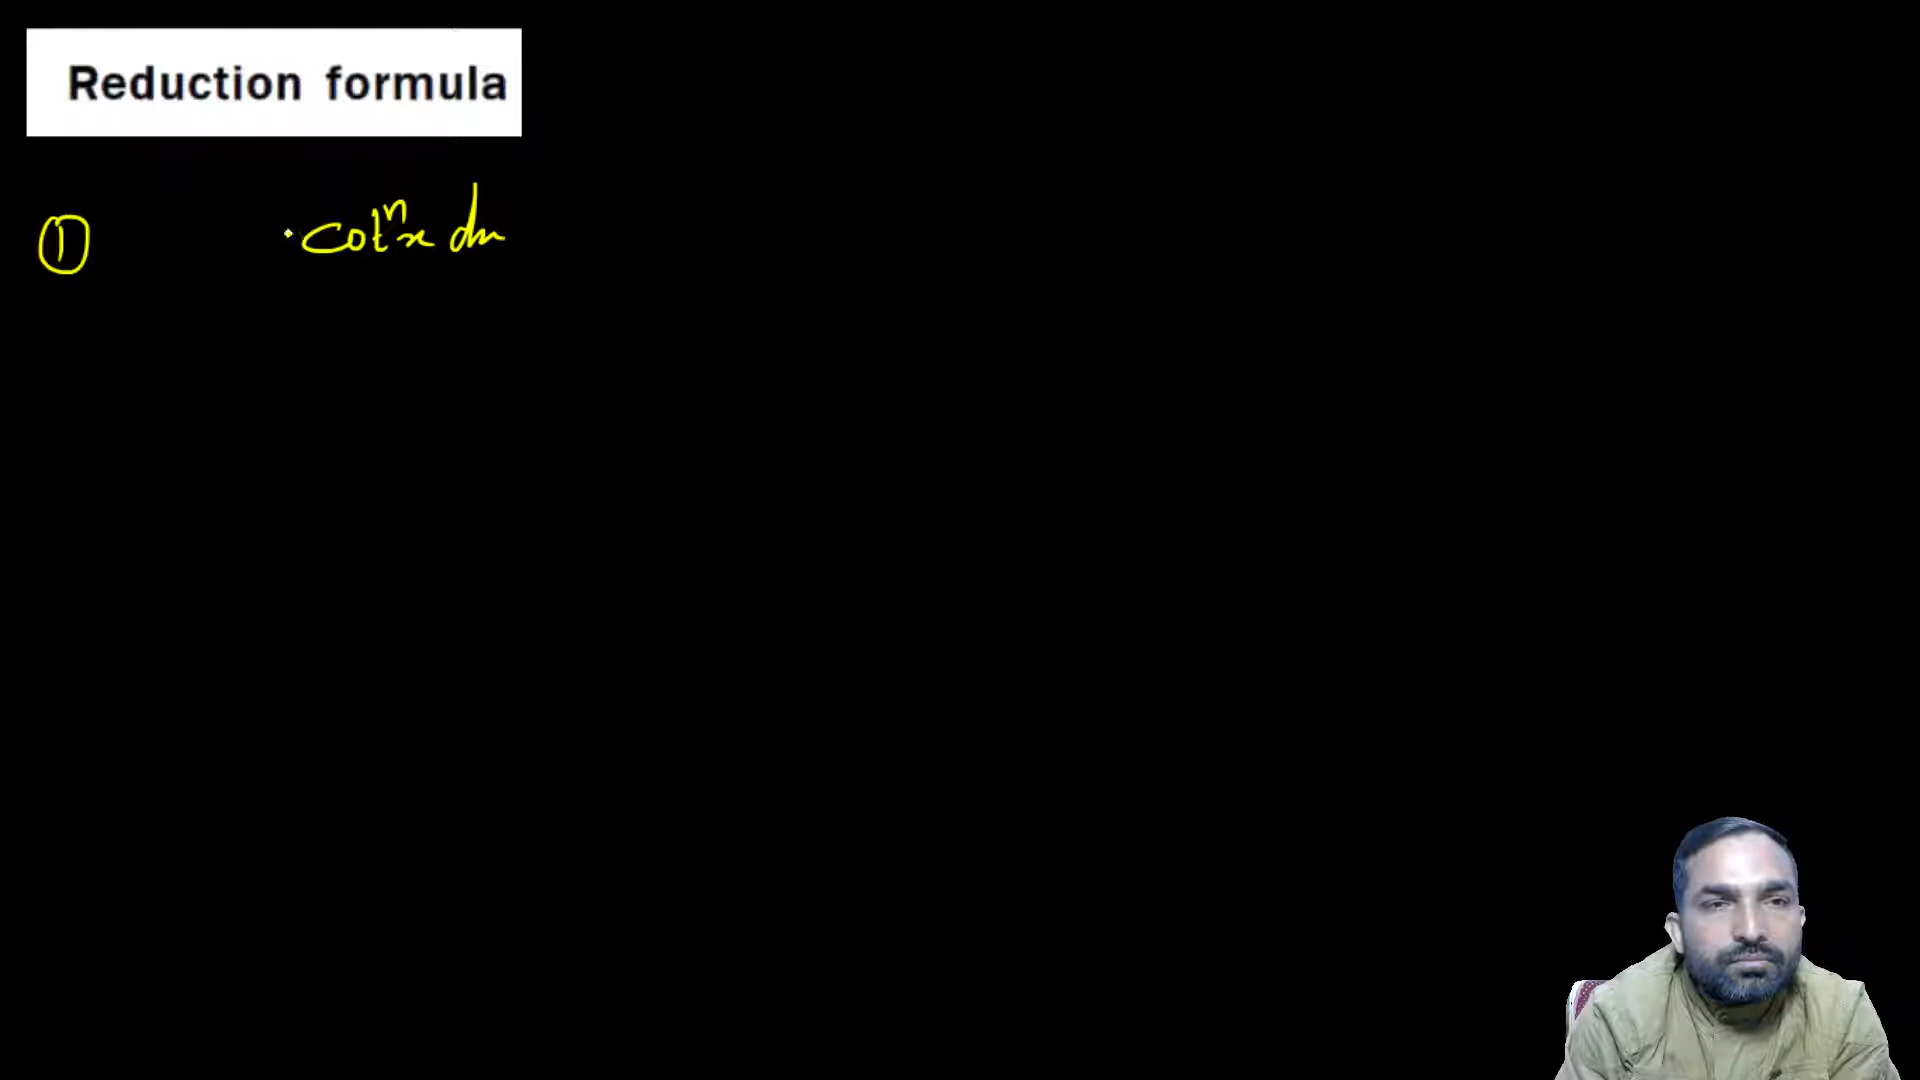 Reduction formula
① cotⁿx dx